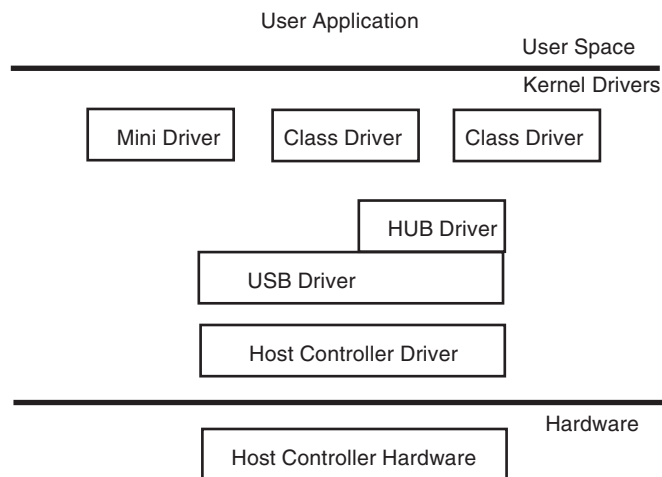 User Application
User Space
Kernel Drivers
Mini Driver
Class Driver
Class Driver
HUB Driver
USB Driver
Host Controller Driver
Hardware
Host Controller Hardware